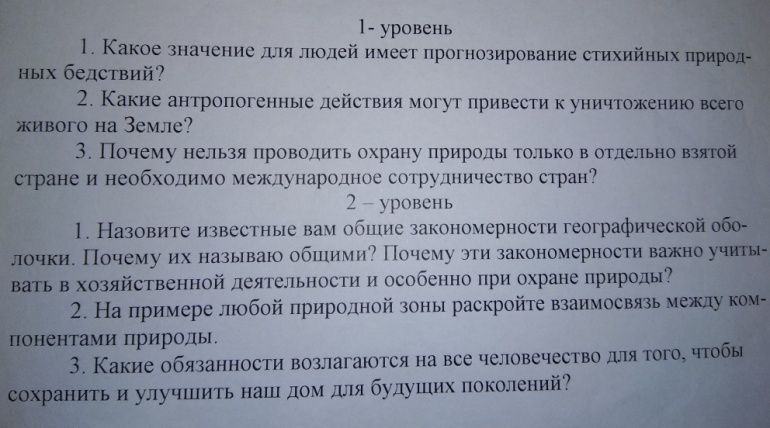 1- уровень
1. Какое значение для людей имеет прогнозирование стихийных природ-
ных бедствий?
2. Какие антропогенные действия могут привести к уничтожению всего
живого на Земле?
3. Почему нельзя проводить охрану природы только в отдельно взятой
стране и необходимо международное сотрудничество стран?
2 – уровень
1. Назовите известные вам общие закономерности географической обо-
лочки. Почему их называю общими? Почему эти закономерности важно учиты-
вать в хозяйственной деятельности и особенно при охране природы?
2. На примере любой природной зоны раскройте взаимосвязь между ком-
понентами природы.
3. Какие обязанности возлагаются на все человечество для того, чтобы
сохранить и улучшить наш дом для будущих поколений?